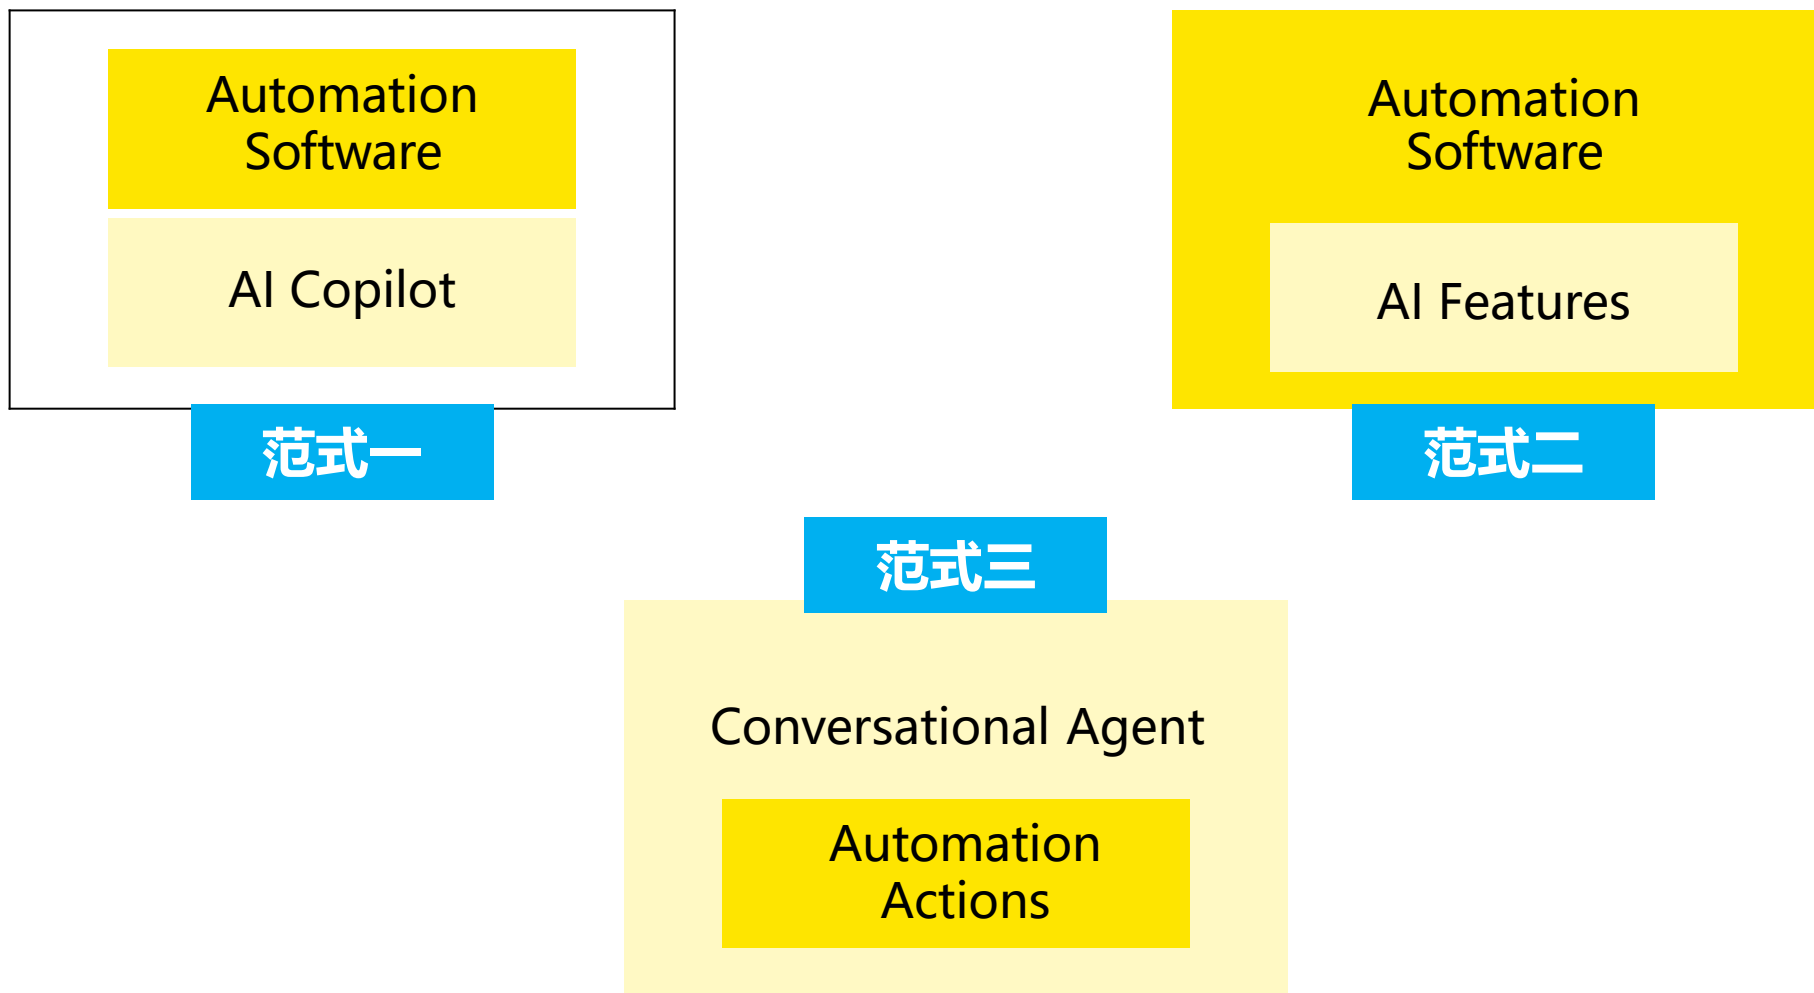 Automation
Software
AI Copilot
范式一
Automation
Software
AI Features
范式二
范式三
Conversational Agent
Automation
Actions